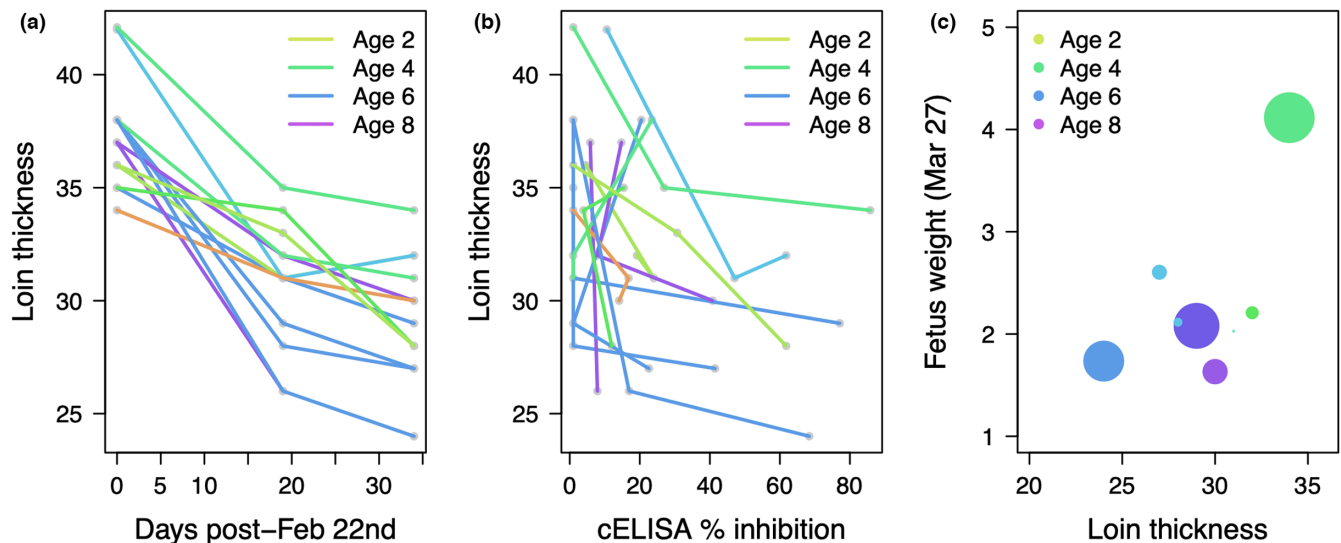 (a)
Age 2
Age 4
Age 6
Age 8
40
35
30
25
Loin thickness
0 5 10 20 30
Days post–Feb 22nd
(b)
Age 2
Age 4
Age 6
Age 8
40
35
30
25
Loin thickness
0 20 40 60 80
cELISA % inhibition
(c)
Age 2
Age 4
Age 6
Age 8
5
4
3
2
1
Fetus weight (Mar 27)
20 25 30 35
Loin thickness